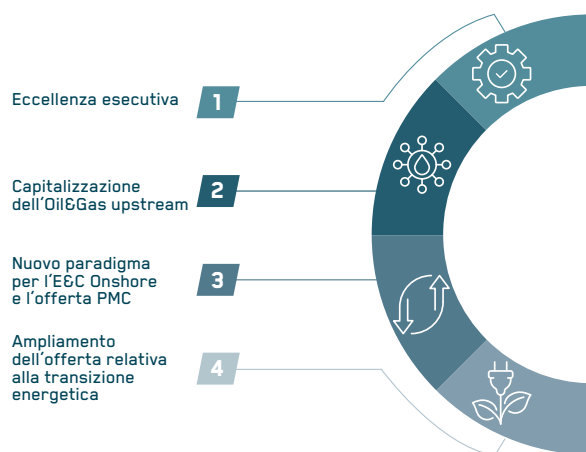 Eccellenza esecutiva
1
Capitalizzazione
dell'Oil&Gas upstream
2
Nuovo paradigma
per l'E&C Onshore
e l'offerta PMC
3
Ampliamento
dell'offerta relativa
alla transizione
energetica
4